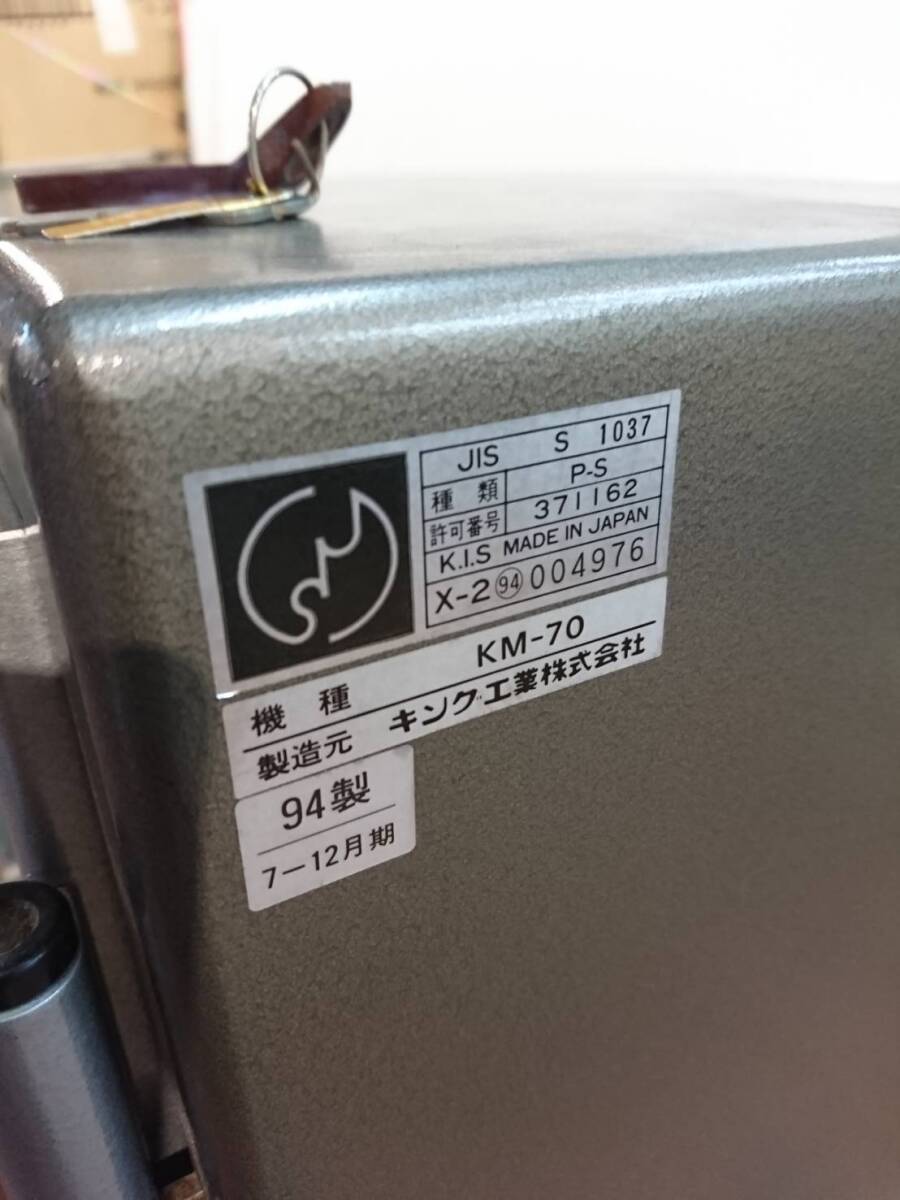 JIS S 1037
種類 P-S
許可番号 371162
K.I.S MADE IN JAPAN
X-2 94 004976
機種 KM-70
製造元 キング工業株式会社
94製
7-12月期